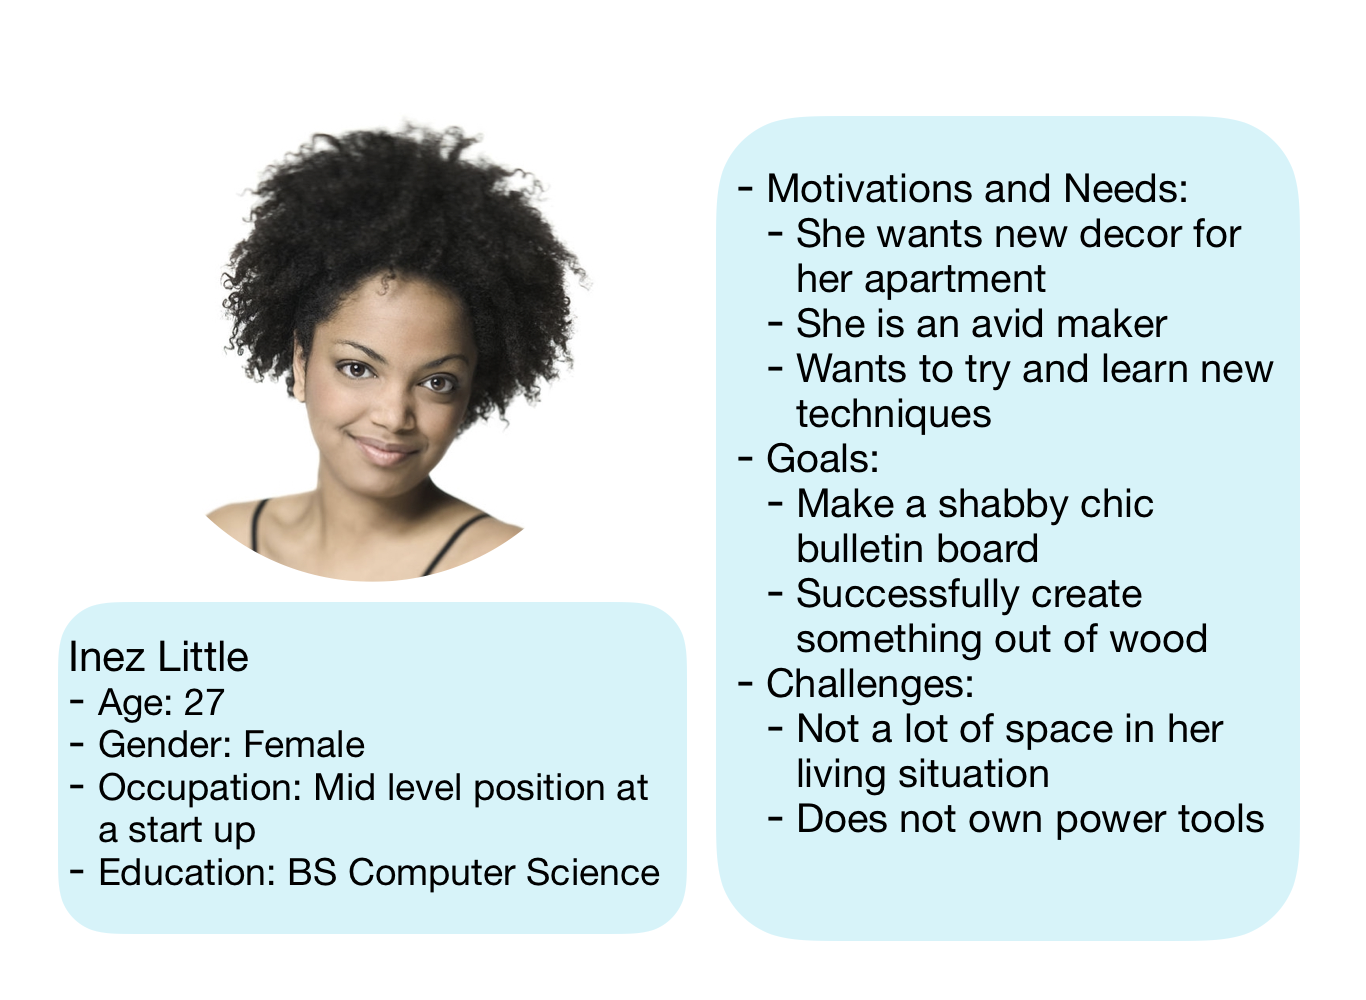 Inez Little
- Age: 27
- Gender: Female
- Occupation: Mid level position at
a start up
- Education: BS Computer Science
- Motivations and Needs:
- She wants new decor for
her apartment
- She is an avid maker
- Wants to try and learn new
techniques
- Goals:
- Make a shabby chic
bulletin board
- Successfully create
something out of wood
- Challenges:
- Not a lot of space in her
living situation
- Does not own power tools